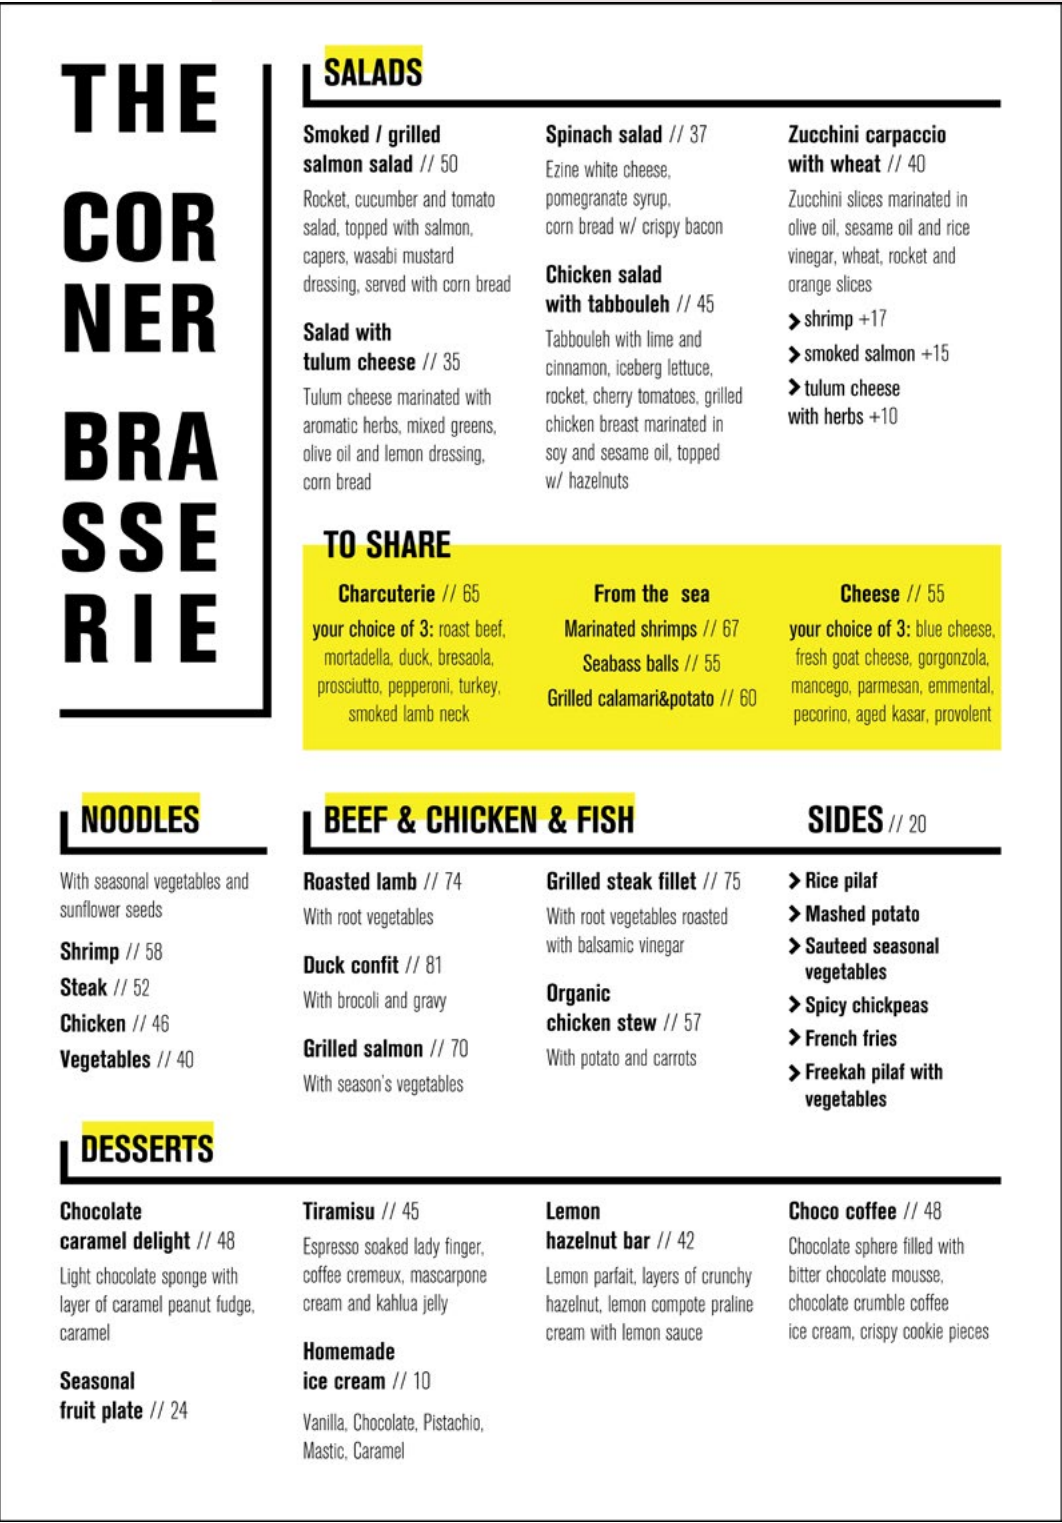 THE
COR
NER
BRA
SSE
RIE
SALADS
Smoked / grilled
salmon salad // 50
Rocket, cucumber and tomato
salad, topped with salmon,
capers, wasabi mustard
dressing, served with corn bread
Salad with
tulum cheese // 35
Tulum cheese marinated with
aromatic herbs, mixed greens,
olive oil and lemon dressing,
corn bread
Spinach salad // 37
Ezine white cheese,
pomegranate syrup,
corn bread w/ crispy bacon
Chicken salad
with tabbouleh // 45
Tabbouleh with lime and
cinnamon, iceberg lettuce,
rocket, cherry tomatoes, grilled
chicken breast marinated in
soy and sesame oil, topped
w/ hazelnuts
Zucchini carpaccio
with wheat // 40
Zucchini slices marinated in
olive oil, sesame oil and rice
vinegar, wheat, rocket and
orange slices
shrimp +17
smoked salmon +15
tulum cheese
with herbs +10
TO SHARE
Charcuterie // 65
your choice of 3: roast beef,
mortadella, duck, bresaola,
prosciutto, pepperoni, turkey,
smoked lamb neck
From the sea
Marinated shrimps // 67
Seabass balls // 55
Grilled calamari&potato // 60
Cheese // 55
your choice of 3: blue cheese,
fresh goat cheese, gorgonzola,
mancego, parmesan, emmental,
pecorino, aged kasar, provolent
NOODLES
With seasonal vegetables and
sunflower seeds
Shrimp // 58
Steak // 52
Chicken // 46
Vegetables // 40
BEEF & CHICKEN & FISH
Roasted lamb // 74
With root vegetables
Duck confit // 81
With brocoli and gravy
Grilled salmon // 70
With season's vegetables
Grilled steak fillet // 75
With root vegetables roasted
with balsamic vinegar
Organic
chicken stew // 57
With potato and carrots
SIDES // 20
Rice pilaf
Mashed potato
Sauteed seasonal
vegetables
Spicy chickpeas
French fries
Freekah pilaf with
vegetables
DESSERTS
Chocolate
caramel delight // 48
Light chocolate sponge with
layer of caramel peanut fudge,
caramel
Seasonal
fruit plate // 24
Tiramisu // 45
Espresso soaked lady finger,
coffee cremeux, mascarpone
cream and kahlua jelly
Homemade
ice cream // 10
Vanilla, Chocolate, Pistachio,
Mastic, Caramel
Lemon
hazelnut bar // 42
Lemon parfait, layers of crunchy
hazelnut, lemon compote praline
cream with lemon sauce
Choco coffee // 48
Chocolate sphere filled with
bitter chocolate mousse,
chocolate crumble coffee
ice cream, crispy cookie pieces